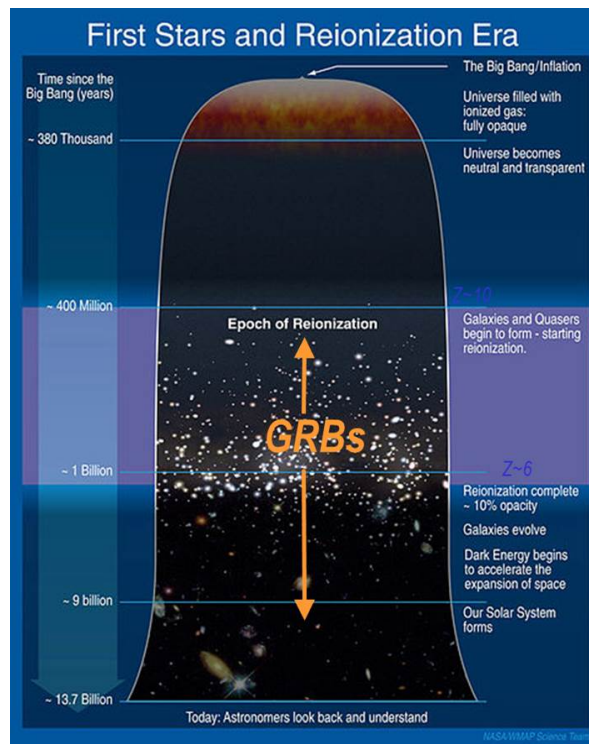 First Stars and Reionization Era
Time since the
Big Bang (years)
The Big Bang/Inflation
Universe filled with
ionized gas:
fully opaque
~ 380 Thousand
Universe becomes
neutral and transparent
Z~10
~ 400 Million
Epoch of Reionization
Galaxies and Quasers
begin to form - starting
reionization.
GRBs
~ 1 Billion
Z~6
Reionization complete
~ 10% opacity
Galaxies evolve
Dark Energy begins
to accelerate the
expansion of space
~ 9 billion
Our Solar System
forms
~ 13.7 Billion
Today: Astronomers look back and understand
NASA/WMAP Science Team